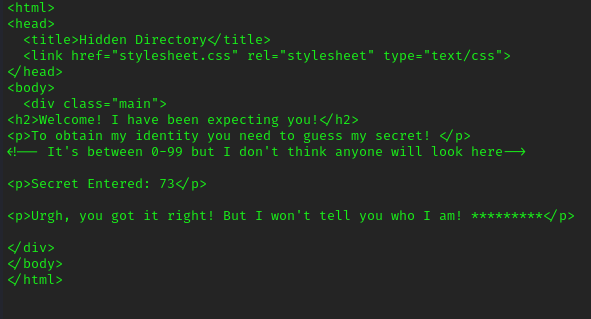 <html>
<head>
  <title>Hidden Directory</title>
  <link href="stylesheet.css" rel="stylesheet" type="text/css">
</head>
<body>
  <div class="main">
<h2>Welcome! I have been expecting you!</h2>
<p>To obtain my identity you need to guess my secret! </p>
<!-- It's between 0-99 but I don't think anyone will look here-->
<p>Secret Entered: 73</p>
<p>Urgh, you got it right! But I won't tell you who I am! *********</p>
</div>
</body>
</html>